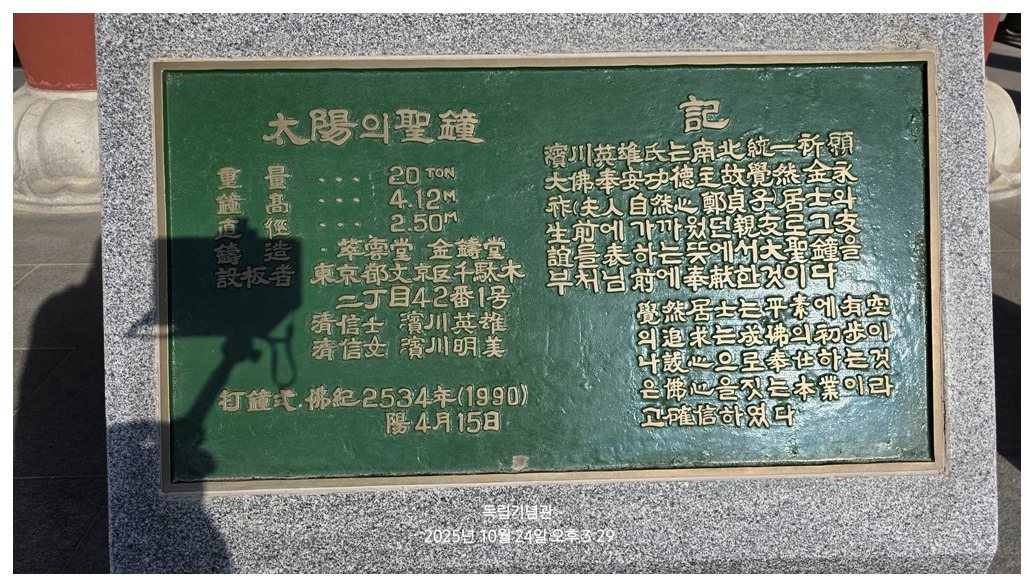 太陽의聖鐘
重量 ... 20 TON
鐘高 ... 4.12M
直徑 ... 2.50M
鑄造 · 萃雲堂 金鑄堂
設板者 東京都文京区千駄木
二丁目42番1号
清信士 濱川英雄
清信女 濱川明美
打鐘式 佛紀2534年(1990)
陽4月15日
記
濱川英雄氏는南北統一祈願
大佛奉安功德主故覺然金永
祚(夫人自然心鄭貞子)居士와
生前에가까웠던親友로그友
誼를表하는뜻에서大聖鐘을
부처님前에奉献한것이다
覺然居士는平素에有空
의追求는成佛의初歩이
나誠心으로奉仕하는것
은佛心을짓는本業이라
고確信하였다
독립기념관
2025년 10월 24일 오후 3:29